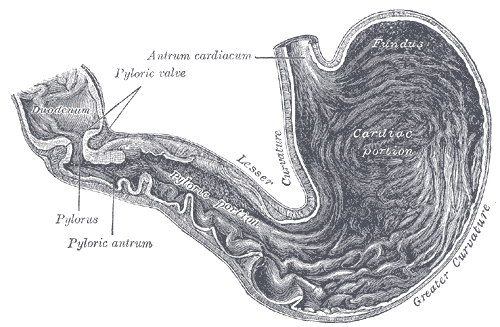 Fundus
Antrum cardiacum
Pyloric valve
Duodenum
Cardiac
portion
Lesser
Curvature
Pyloric portion
Pylorus
Pyloric antrum
Greater Curvature